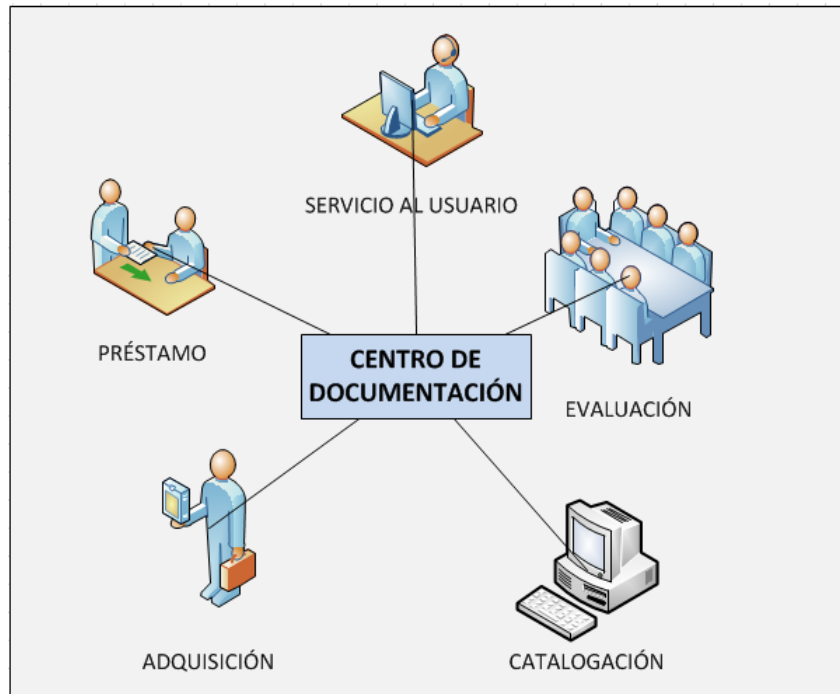 SERVICIO AL USUARIO
PRÉSTAMO
CENTRO DE
DOCUMENTACIÓN
EVALUACIÓN
ADQUISICIÓN
CATALOGACIÓN